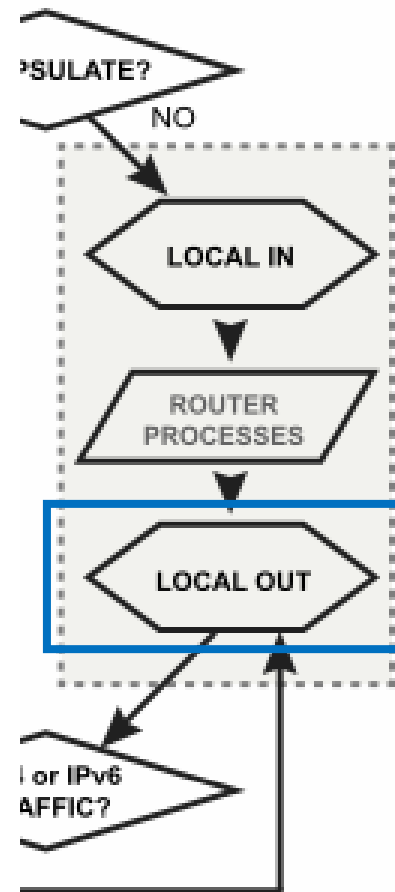 PSULATE?
NO
LOCAL IN
ROUTER
PROCESSES
LOCAL OUT
or IPv6
AFFIC?